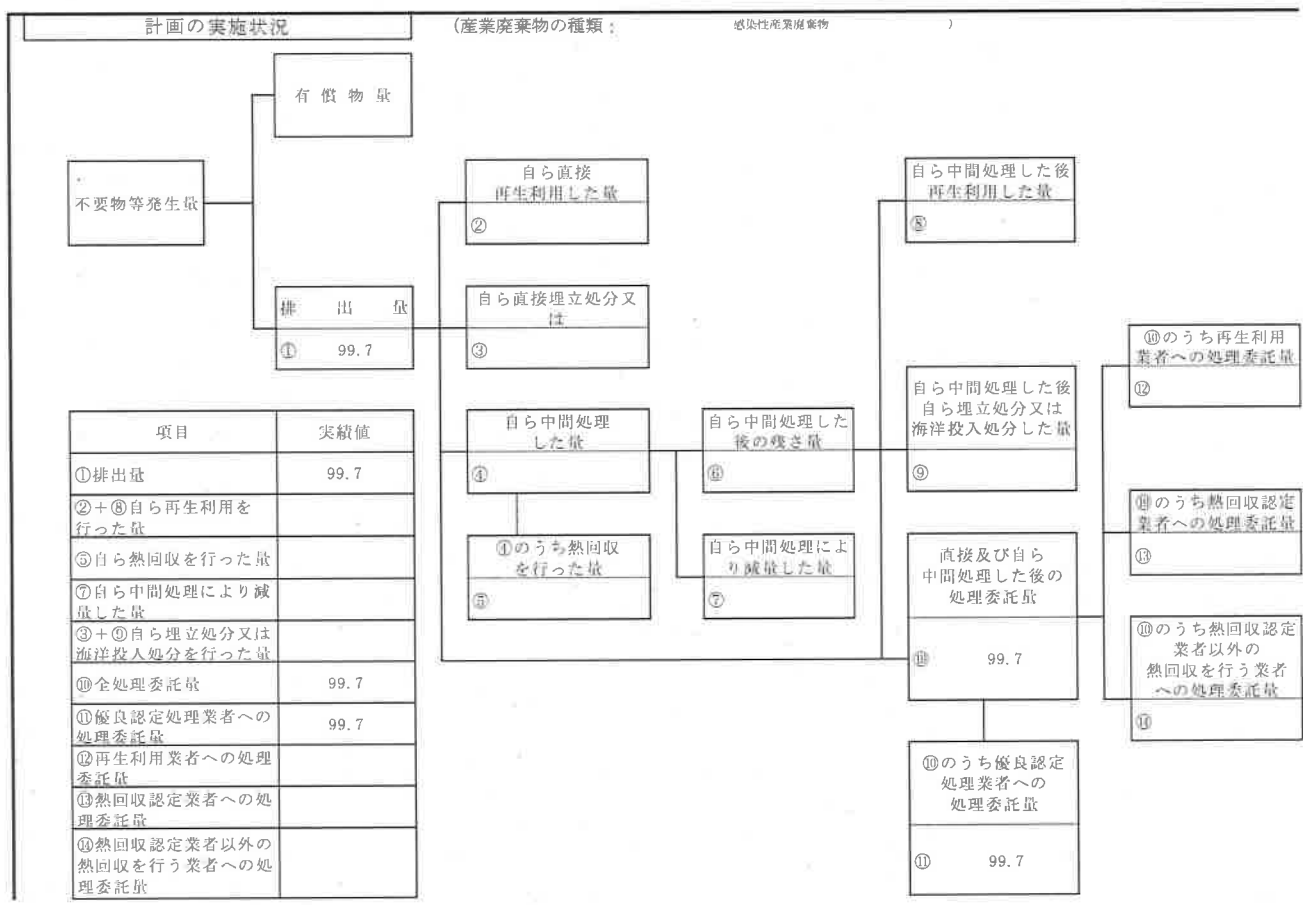 計画の実施状況
(産業廃棄物の種類： 感染性産業廃棄物 )
有償物量
不要物等発生量
排出量
① 99.7
自ら直接
再生利用した量
②
自ら直接埋立処分又
は
③
自ら中間処理
した量
④
④のうち熱回収
を行った量
⑤
自ら中間処理した
後の残さ量
⑥
自ら中間処理によ
り減量した量
⑦
自ら中間処理した後
再生利用した量
⑧
自ら中間処理した後
自ら埋立処分又は
海洋投入処分した量
⑨
直接及び自ら
中間処理した後の
処理委託量
⑩ 99.7
⑩のうち優良認定
処理業者への
処理委託量
⑪ 99.7
⑩のうち再生利用
業者への処理委託量
⑫
⑩のうち熱回収認定
業者への処理委託量
⑬
⑩のうち熱回収認定
業者以外の
熱回収を行う業者
への処理委託量
⑭
項目 実績値
①排出量 99.7
②＋⑧自ら再生利用を
行った量
⑤自ら熱回収を行った量
⑦自ら中間処理により減
量した量
③＋⑨自ら埋立処分又は
海洋投入処分を行った量
⑩全処理委託量 99.7
⑪優良認定処理業者への
処理委託量 99.7
⑫再生利用業者への処理
委託量
⑬熱回収認定業者への処
理委託量
⑭熱回収認定業者以外の
熱回収を行う業者への処
理委託量